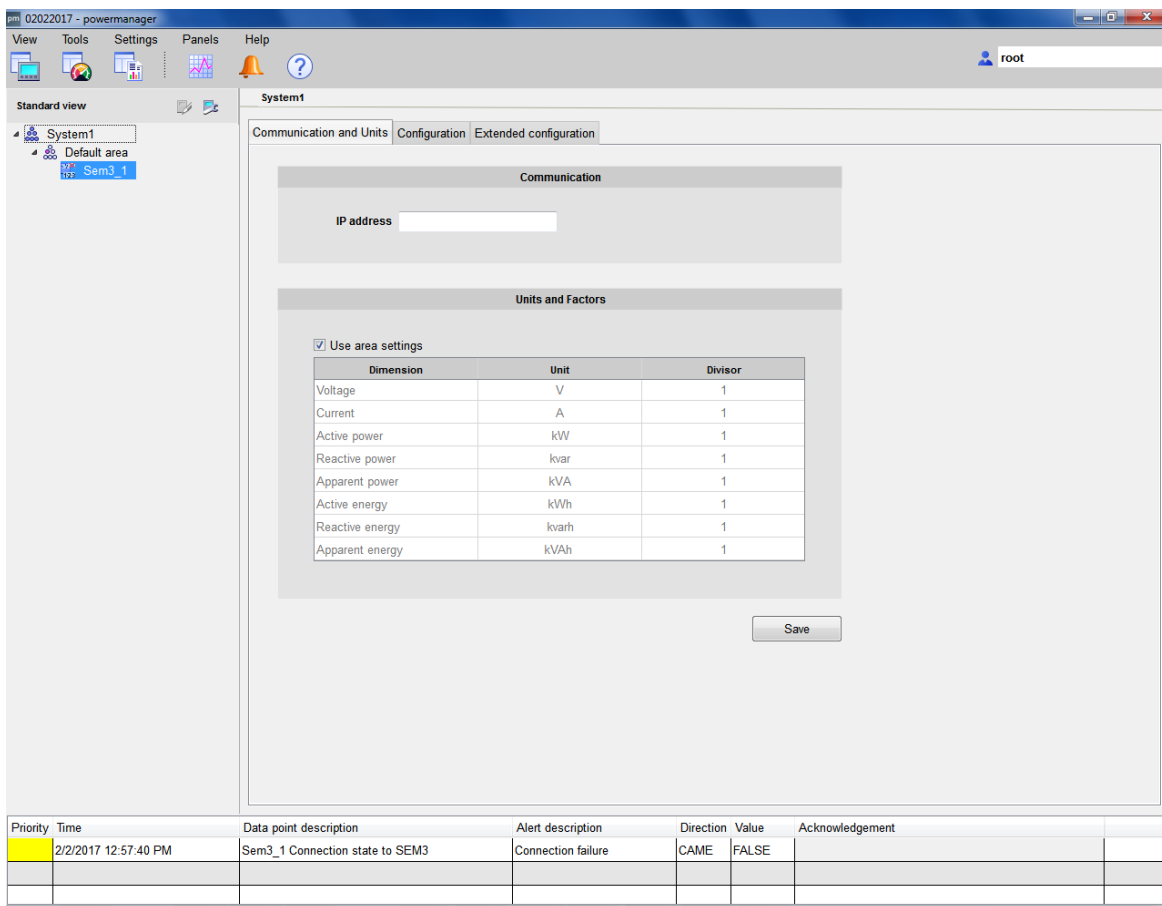 pm 02022017 - powermanager
View Tools Settings Panels Help
root
Standard view
System1
System1
Default area
Sem3_1
Communication and Units Configuration Extended configuration
Communication
IP address
Units and Factors
Use area settings
Dimension Unit Divisor
Voltage V 1
Current A 1
Active power kW 1
Reactive power kvar 1
Apparent power kVA 1
Active energy kWh 1
Reactive energy kvarh 1
Apparent energy kVAh 1
Save
Priority Time Data point description Alert description Direction Value Acknowledgement
2/2/2017 12:57:40 PM Sem3_1 Connection state to SEM3 Connection failure CAME FALSE